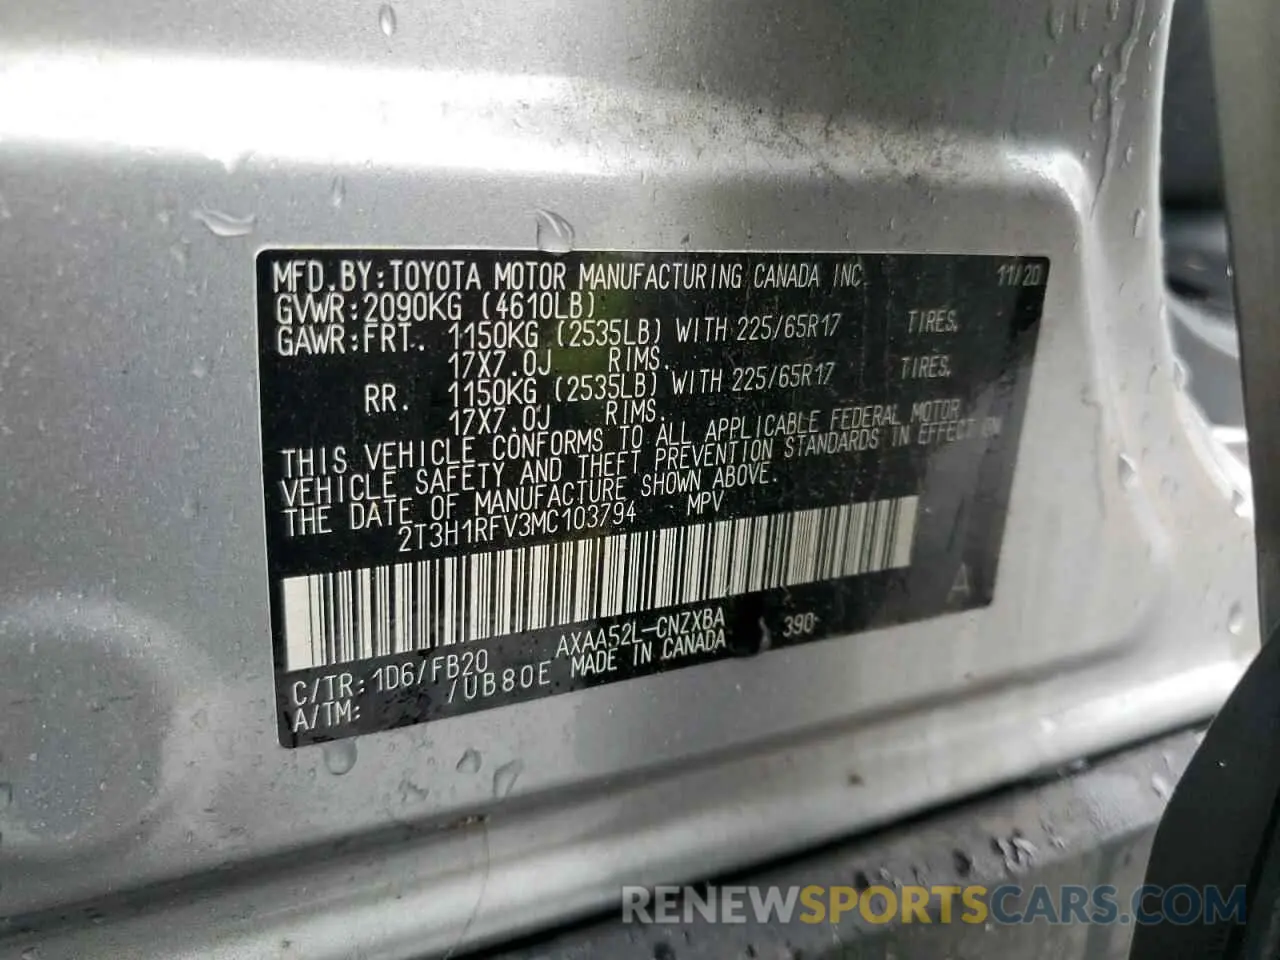 MFD.BY:TOYOTA MOTOR MANUFACTURING CANADA INC. 11/20
GVWR:2090KG (4610LB)
GAWR:FRT. 1150KG (2535LB) WITH 225/65R17 TIRES,
17X7.0J RIMS.
RR. 1150KG (2535LB) WITH 225/65R17 TIRES,
17X7.0J RIMS.
THIS VEHICLE CONFORMS TO ALL APPLICABLE FEDERAL MOTOR
VEHICLE SAFETY AND THEFT PREVENTION STANDARDS IN EFFECT ON
THE DATE OF MANUFACTURE SHOWN ABOVE.
2T3H1RFV3MC103794 MPV
A
AXAA52L-CNZXBA 390
C/TR:1D6/FB20 MADE IN CANADA
A/TM: /UB80E
RENEWSPORTSCARS.COM